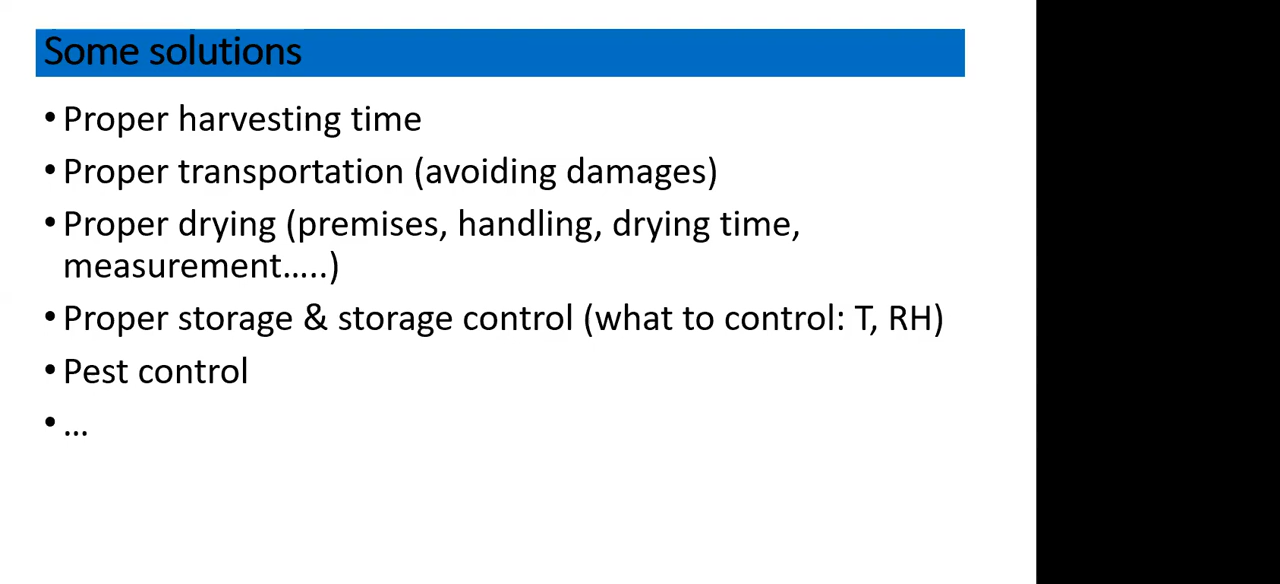 Some solutions
• Proper harvesting time
• Proper transportation (avoiding damages)
• Proper drying (premises, handling, drying time,
measurement…..)
• Proper storage & storage control (what to control: T, RH)
• Pest control
• …